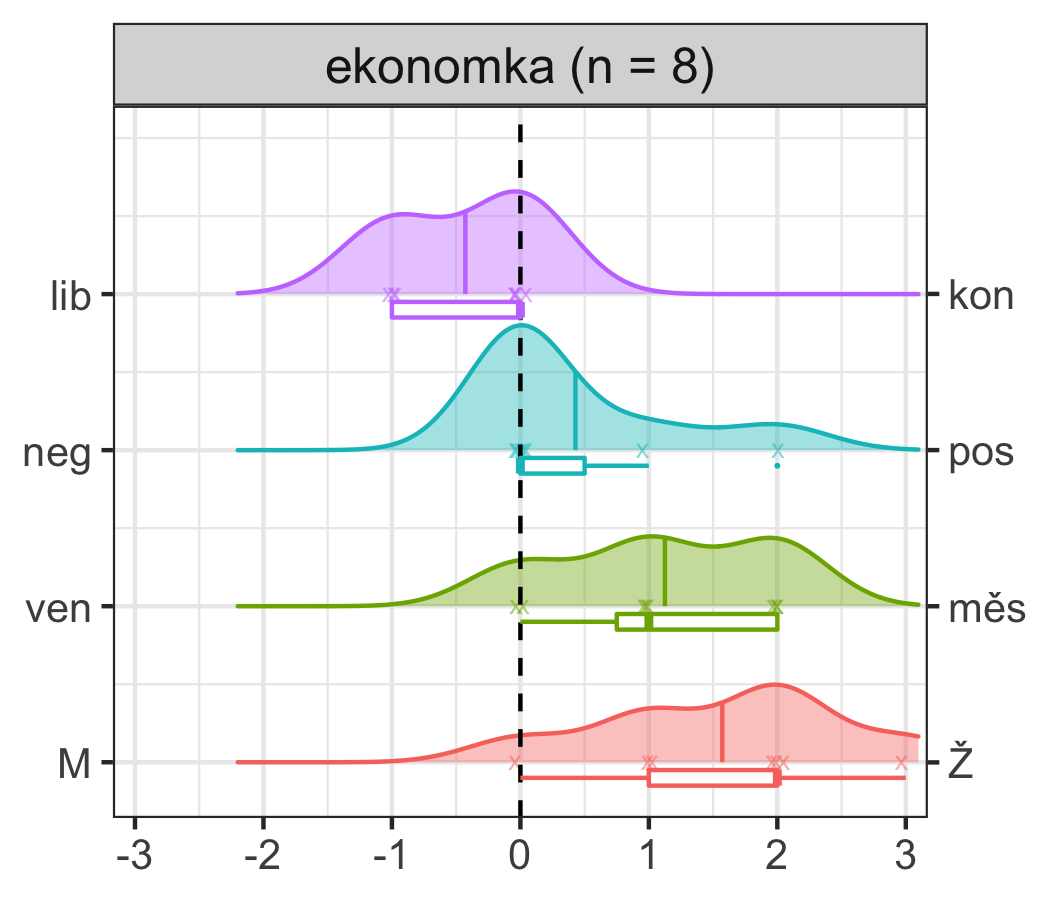 ekonomka (n = 8)
lib kon
neg pos
ven měs
M Ž
-3 -2 -1 0 1 2 3